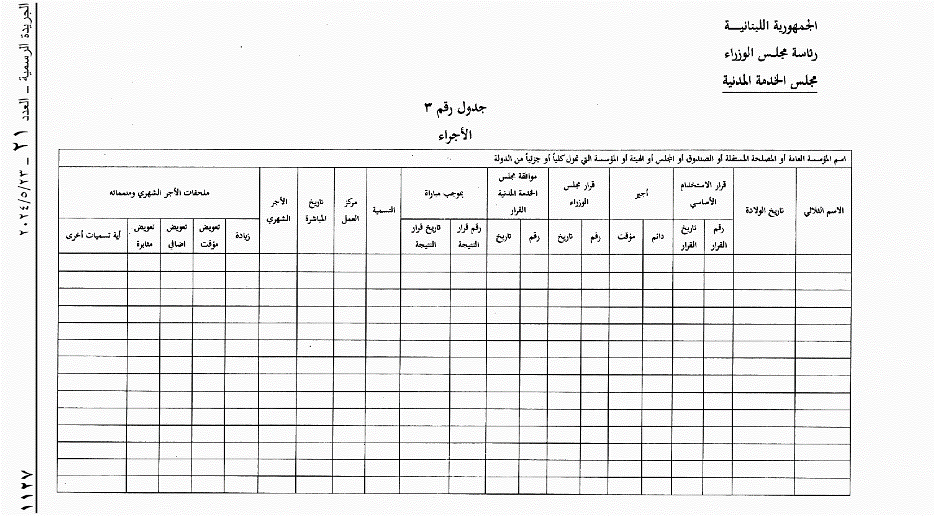 الجمهورية اللبنانيـــة
رئاسة مجلس الوزراء
مجلس الخدمة المدنية
جدول رقم ٣
الأجراء
اسم المؤسسة العامة أو المصلحة المستقلة أو الصندوق أو المجلس أو الهيئة أو المؤسسة التي تمول كلياً أو جزئياً من الدولة
الاسم الثلاثي
تاريخ الولادة
قرار الاستخدام
الأساسي
رقم
القرار
تاريخ
القرار
أجير
دائم
مؤقت
قرار مجلس
الوزراء
رقم
تاريخ
موافقة مجلس
الخدمة المدنية
القرار
رقم
تاريخ
بموجب مباراة
رقم قرار
النتيجة
تاريخ قرار
النتيجة
التسمية
مركز
العمل
تاريخ
المباشرة
الأجر
الشهري
ملحقات الأجر الشهري ومتمماته
زيادة
تعويض
مؤقت
تعويض
اضافي
تعويض
مثابرة
أية تسميات أخرى
الجريدة الرسمية – العدد ٢١ – ٢٠٢٤/٥/٢٣
١١٢٧